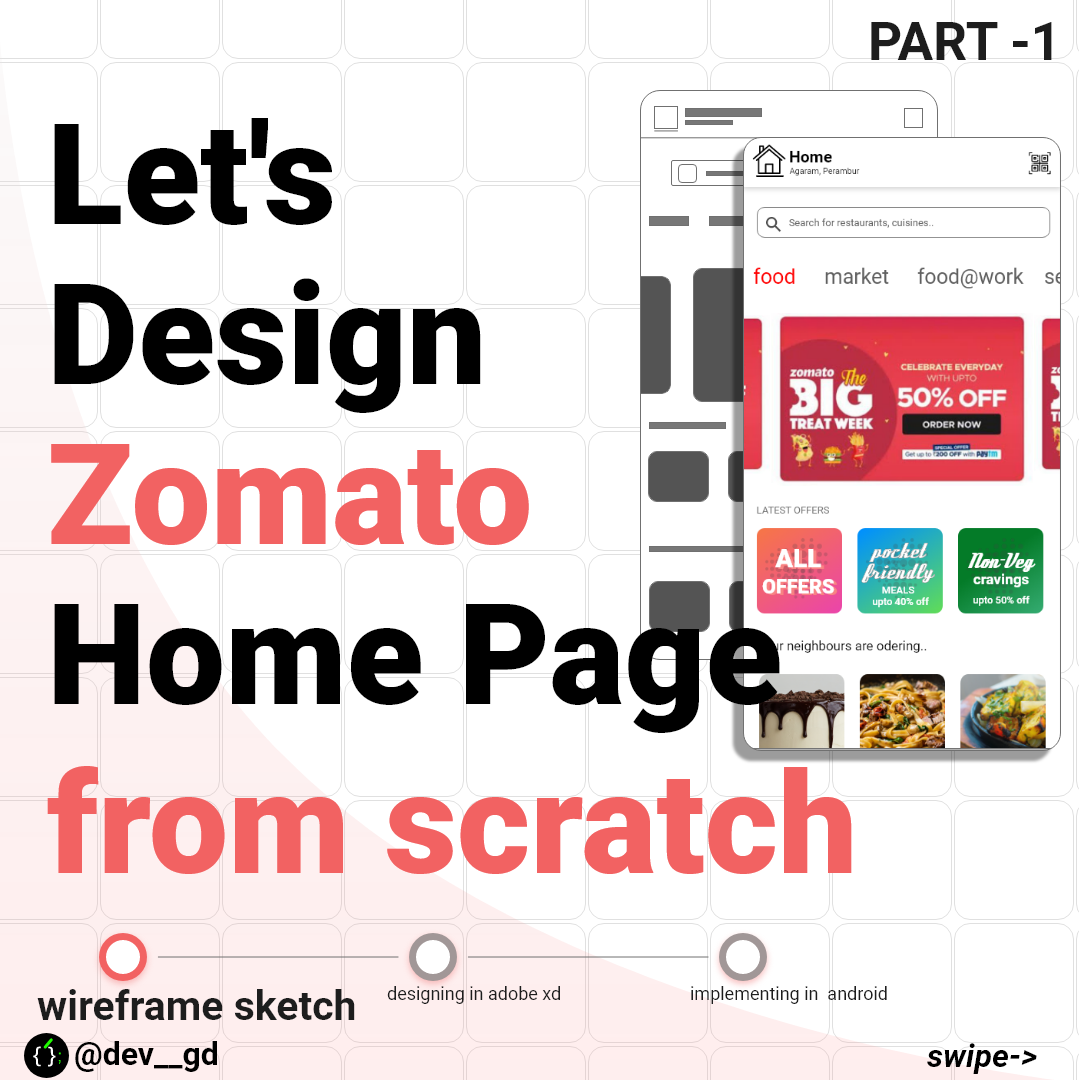 PART -1
Let's
Design
Zomato
Home Page
from scratch
Home
Agaram, Perambur
Search for restaurants, cuisines..
food market food@work se
zomato
The
BIG
TREAT WEEK
CELEBRATE EVERYDAY
WITH UPTO
50% OFF
ORDER NOW
SPECIAL OFFER
Get up to ₹200 OFF with paytm
LATEST OFFERS
ALL
OFFERS
pocket
friendly
MEALS
upto 40% off
Non-Veg
cravings
upto 50% off
ur neighbours are odering..
wireframe sketch
designing in adobe xd
implementing in android
{ };
@dev__gd
swipe->